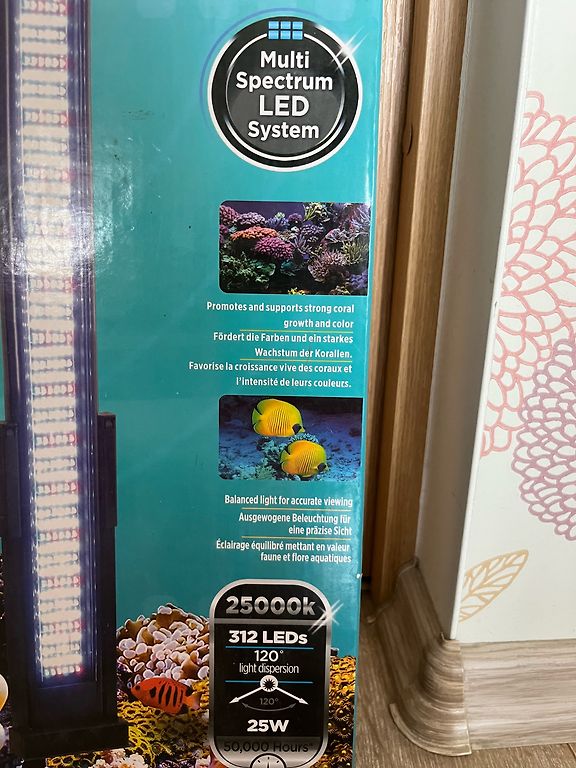 Multi
Spectrum
LED
System
Promotes and supports strong coral
growth and color
Fördert die Farben und ein starkes
Wachstum der Korallen.
Favorise la croissance vive des coraux et
l'intensité de leurs couleurs.
Balanced light for accurate viewing
Ausgewogene Beleuchtung für
eine präzise Sicht
Éclairage équilibré mettant en valeur
faune et flore aquatiques
25000k
312 LEDs
120°
light dispersion
120°
25W
50,000 Hours*